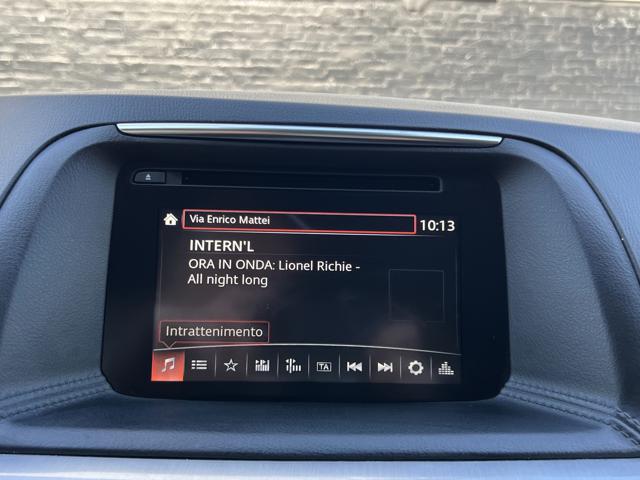 Via Enrico Mattei
10:13
INTERN'L
ORA IN ONDA: Lionel Richie -
All night long
Intrattenimento
TA